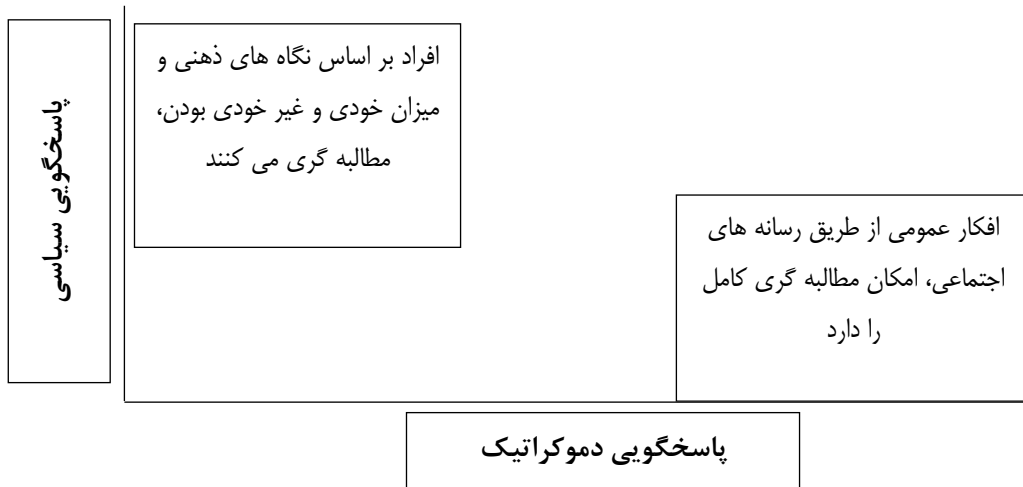 افراد بر اساس نگاه های ذهنی و
میزان خودی و غیر خودی بودن،
مطالبه گری می کنند
پاسخگویی سیاسی
افکار عمومی از طریق رسانه های
اجتماعی، امکان مطالبه گری کامل
را دارد
پاسخگویی دموکراتیک